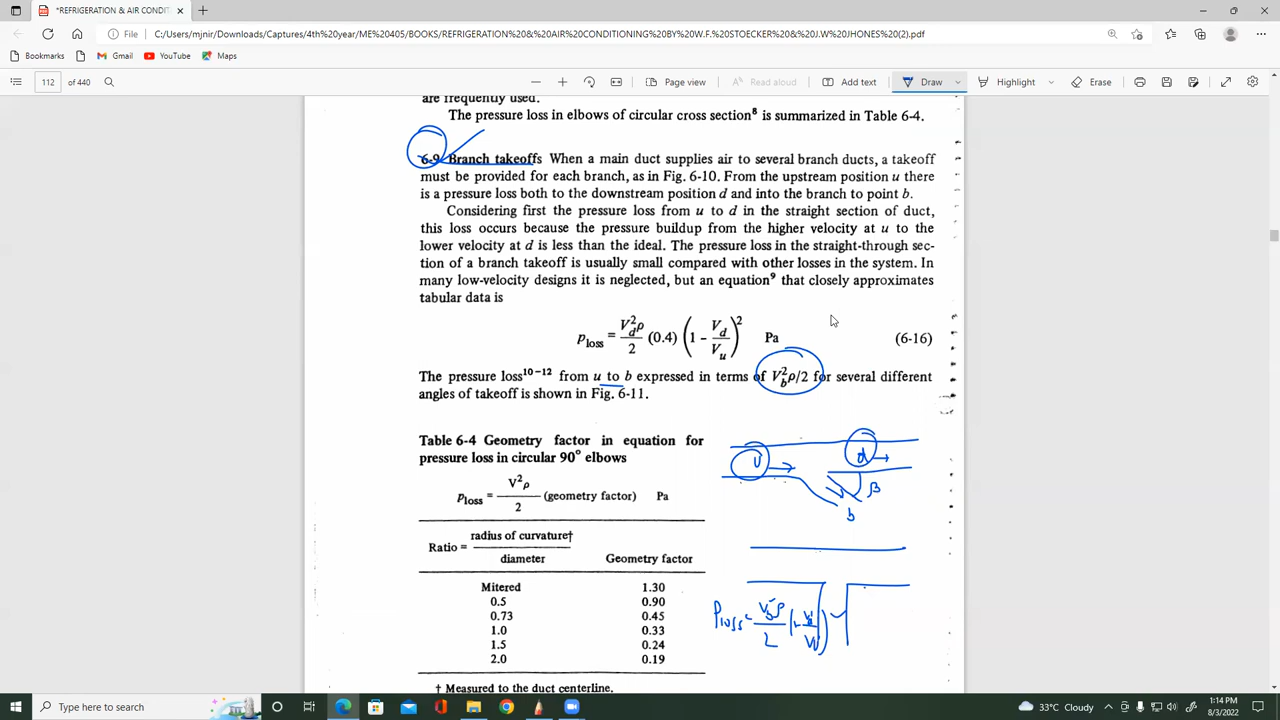 *REFRIGERATION & AIR CONDIT
File
C:/Users/mjnir/Downloads/Captures/4th%20year/ME%20405/BOOKS/REFRIGERATION%20&%20AIR%20CONDITIONING%20BY%20W.F.%20STOECKER%20&%20J.W%20JHONES%20(2).pdf
Bookmarks Gmail YouTube Maps
112 of 440
Page view
Read aloud
Add text
Draw
Highlight
Erase
are frequently used.
The pressure loss in elbows of circular cross section⁸ is summarized in Table 6-4.
6-9 Branch takeoffs When a main duct supplies air to several branch ducts, a takeoff
must be provided for each branch, as in Fig. 6-10. From the upstream position u there
is a pressure loss both to the downstream position d and into the branch to point b.
Considering first the pressure loss from u to d in the straight section of duct,
this loss occurs because the pressure buildup from the higher velocity at u to the
lower velocity at d is less than the ideal. The pressure loss in the straight-through sec-
tion of a branch takeoff is usually small compared with other losses in the system. In
many low-velocity designs it is neglected, but an equation⁹ that closely approximates
tabular data is
p_loss = V_d²ρ/2 (0.4) (1 - V_d/V_u)² Pa (6-16)
The pressure loss¹⁰⁻¹² from u to b expressed in terms of V_b²ρ/2 for several different
angles of takeoff is shown in Fig. 6-11.
Table 6-4 Geometry factor in equation for
pressure loss in circular 90° elbows
p_loss = V²ρ/2 (geometry factor) Pa
Ratio = radius of curvature†/diameter Geometry factor
Mitered 1.30
0.5 0.90
0.73 0.45
1.0 0.33
1.5 0.24
2.0 0.19
† Measured to the duct centerline.
U
d
β
b
P_loss =
Type here to search
33°C Cloudy
1:14 PM
8/3/2022